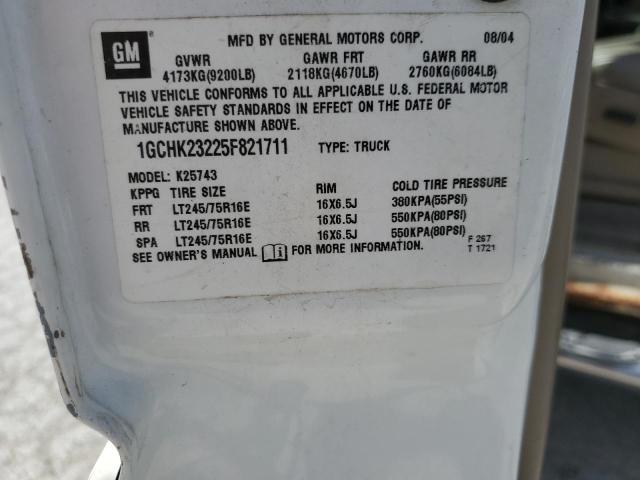 GM
MFD BY GENERAL MOTORS CORP. 08/04
GVWR GAWR FRT GAWR RR
4173KG(9200LB) 2118KG(4670LB) 2760KG(6084LB)
THIS VEHICLE CONFORMS TO ALL APPLICABLE U.S. FEDERAL MOTOR
VEHICLE SAFETY STANDARDS IN EFFECT ON THE DATE OF
MANUFACTURE SHOWN ABOVE.
1GCHK23225F821711 TYPE: TRUCK
MODEL: K25743
KPPG TIRE SIZE RIM COLD TIRE PRESSURE
FRT LT245/75R16E 16X6.5J 380KPA(55PSI)
RR LT245/75R16E 16X6.5J 550KPA(80PSI)
SPA LT245/75R16E 16X6.5J 550KPA(80PSI)
SEE OWNER'S MANUAL FOR MORE INFORMATION. F 267
T 1721